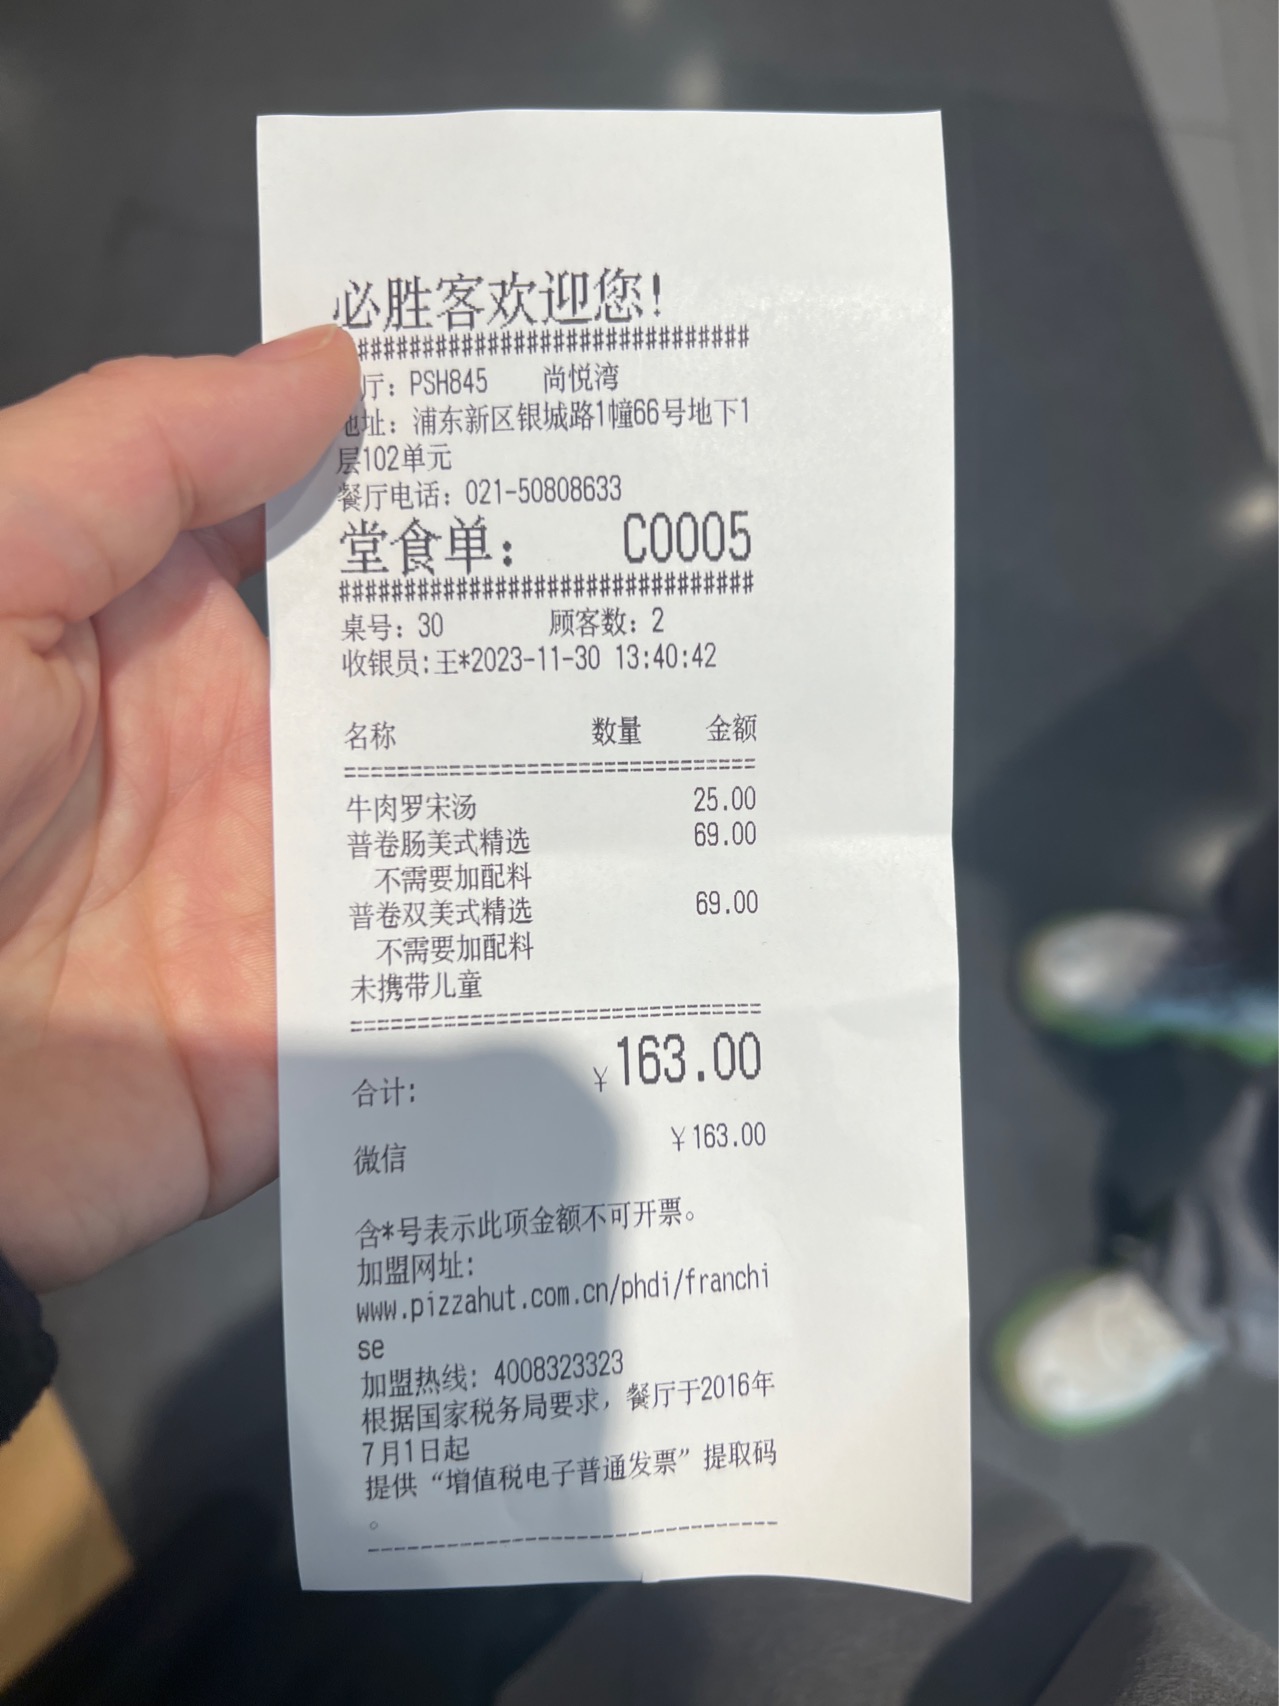 必胜客欢迎您!
##############################
厅: PSH845 尚悦湾
地址: 浦东新区银城路1幢66号地下1
层102单元
餐厅电话: 021-50808633
堂食单: C0005
################################
桌号: 30 顾客数: 2
收银员:王*2023-11-30 13:40:42
名称 数量 金额
================================
牛肉罗宋汤 25.00
普卷肠美式精选 69.00
不需要加配料
普卷双美式精选 69.00
不需要加配料
未携带儿童
================================
合计: ¥163.00
微信 ¥163.00
含*号表示此项金额不可开票。
加盟网址:
www.pizzahut.com.cn/phdi/franchi
se
加盟热线: 4008323323
根据国家税务局要求，餐厅于2016年
7月1日起
提供“增值税电子普通发票”提取码
。
--------------------------------